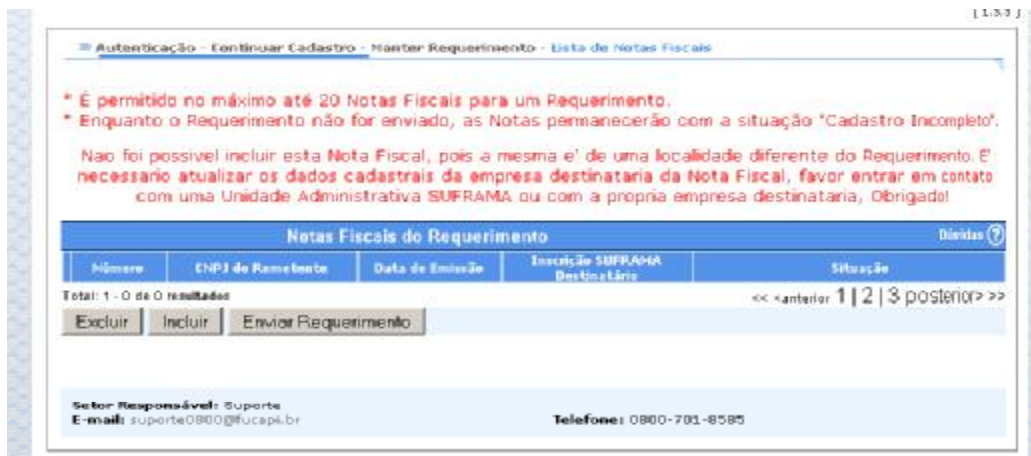 [ 1.3.3 ]
Autenticação - Continuar Cadastro - Manter Requerimento - Lista de Notas Fiscais
* É permitido no máximo até 20 Notas Fiscais para um Requerimento.
* Enquanto o Requerimento não for enviado, as Notas permanecerão com a situação "Cadastro Incompleto".
Nao foi possivel incluir esta Nota Fiscal, pois a mesma e' de uma localidade diferente do Requerimento. E'
necessario atualizar os dados cadastrais da empresa destinataria da Nota Fiscal, favor entrar em contato
com uma Unidade Administrativa SUFRAMA ou com a propria empresa destinataria, Obrigado!
Notas Fiscais do Requerimento Dúvidas ?
Número CNPJ do Remetente Data de Emissão Inscrição SUFRAMA Destinatário Situação
Total: 1 - 0 de 0 resultados << <anterior 1 | 2 | 3 posterior> >>
Excluir Incluir Enviar Requerimento
Setor Responsável: Suporte
E-mail: suporte0800@fucapi.br Telefone: 0800-701-8585